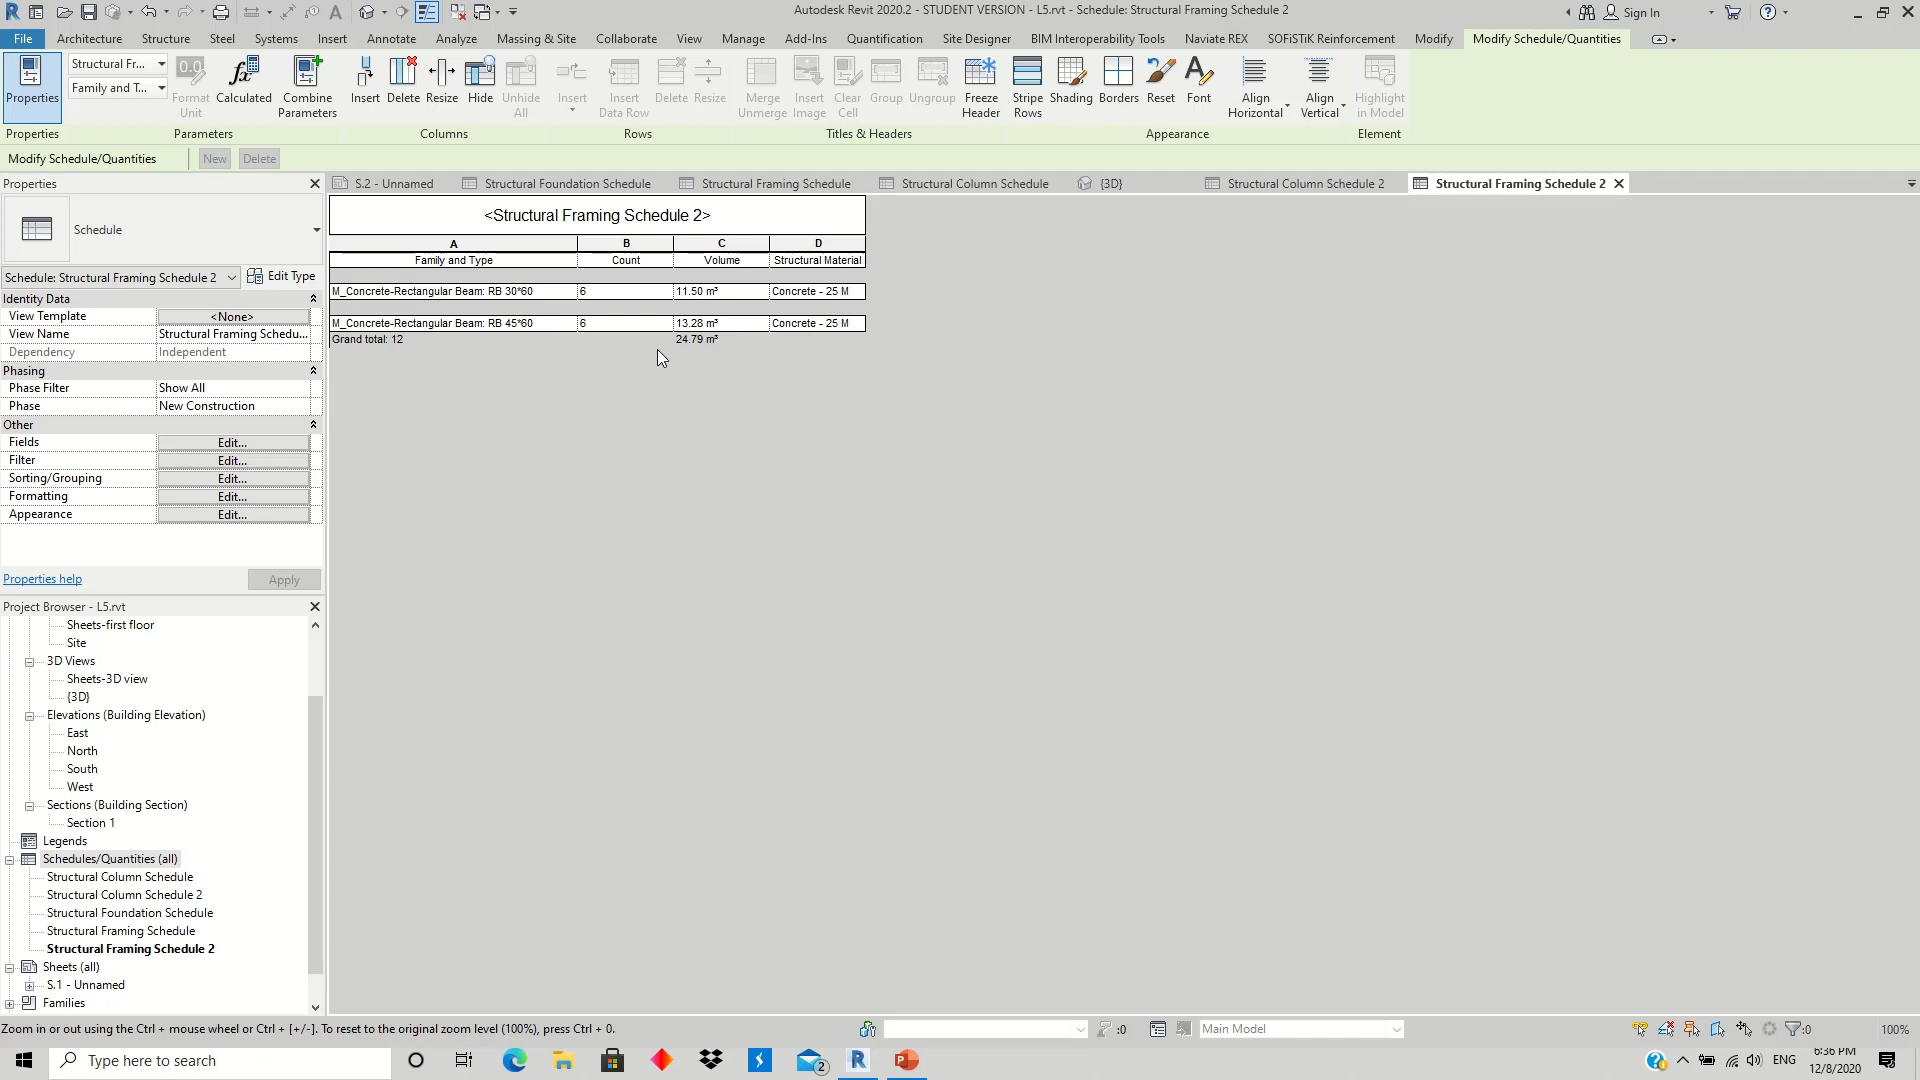 Autodesk Revit 2020.2 - STUDENT VERSION - L5.rvt - Schedule: Structural Framing Schedule 2
Sign In
File Architecture Structure Steel Systems Insert Annotate Analyze Massing & Site Collaborate View Manage Add-Ins Quantification Site Designer BIM Interoperability Tools Naviate REX SOFiSTiK Reinforcement Modify Modify Schedule/Quantities
Structural Fr...
Family and T...
Properties Format Unit Calculated Combine Parameters Insert Delete Resize Hide Unhide All Insert Insert Data Row Delete Resize Merge Unmerge Insert Image Clear Cell Group Ungroup Freeze Header Stripe Rows Shading Borders Reset Font Align Horizontal Align Vertical Highlight in Model
Properties Parameters Columns Rows Titles & Headers Appearance Element
Modify Schedule/Quantities New Delete
Properties
S.2 - Unnamed Structural Foundation Schedule Structural Framing Schedule Structural Column Schedule {3D} Structural Column Schedule 2 Structural Framing Schedule 2
Schedule
Schedule: Structural Framing Schedule 2 Edit Type
Identity Data
View Template <None>
View Name Structural Framing Schedu...
Dependency Independent
Phasing
Phase Filter Show All
Phase New Construction
Other
Fields Edit...
Filter Edit...
Sorting/Grouping Edit...
Formatting Edit...
Appearance Edit...
Properties help Apply
<Structural Framing Schedule 2>
A B C D
Family and Type Count Volume Structural Material
M_Concrete-Rectangular Beam: RB 30*60 6 11.50 m³ Concrete - 25 M
M_Concrete-Rectangular Beam: RB 45*60 6 13.28 m³ Concrete - 25 M
Grand total: 12 24.79 m³
Project Browser - L5.rvt
Sheets-first floor
Site
3D Views
Sheets-3D view
{3D}
Elevations (Building Elevation)
East
North
South
West
Sections (Building Section)
Section 1
Legends
Schedules/Quantities (all)
Structural Column Schedule
Structural Column Schedule 2
Structural Foundation Schedule
Structural Framing Schedule
Structural Framing Schedule 2
Sheets (all)
S.1 - Unnamed
Families
Zoom in or out using the Ctrl + mouse wheel or Ctrl + [+/-]. To reset to the original zoom level (100%), press Ctrl + 0.
:0 Main Model :0 100%
Type here to search
2
ENG
6:36 PM
12/8/2020